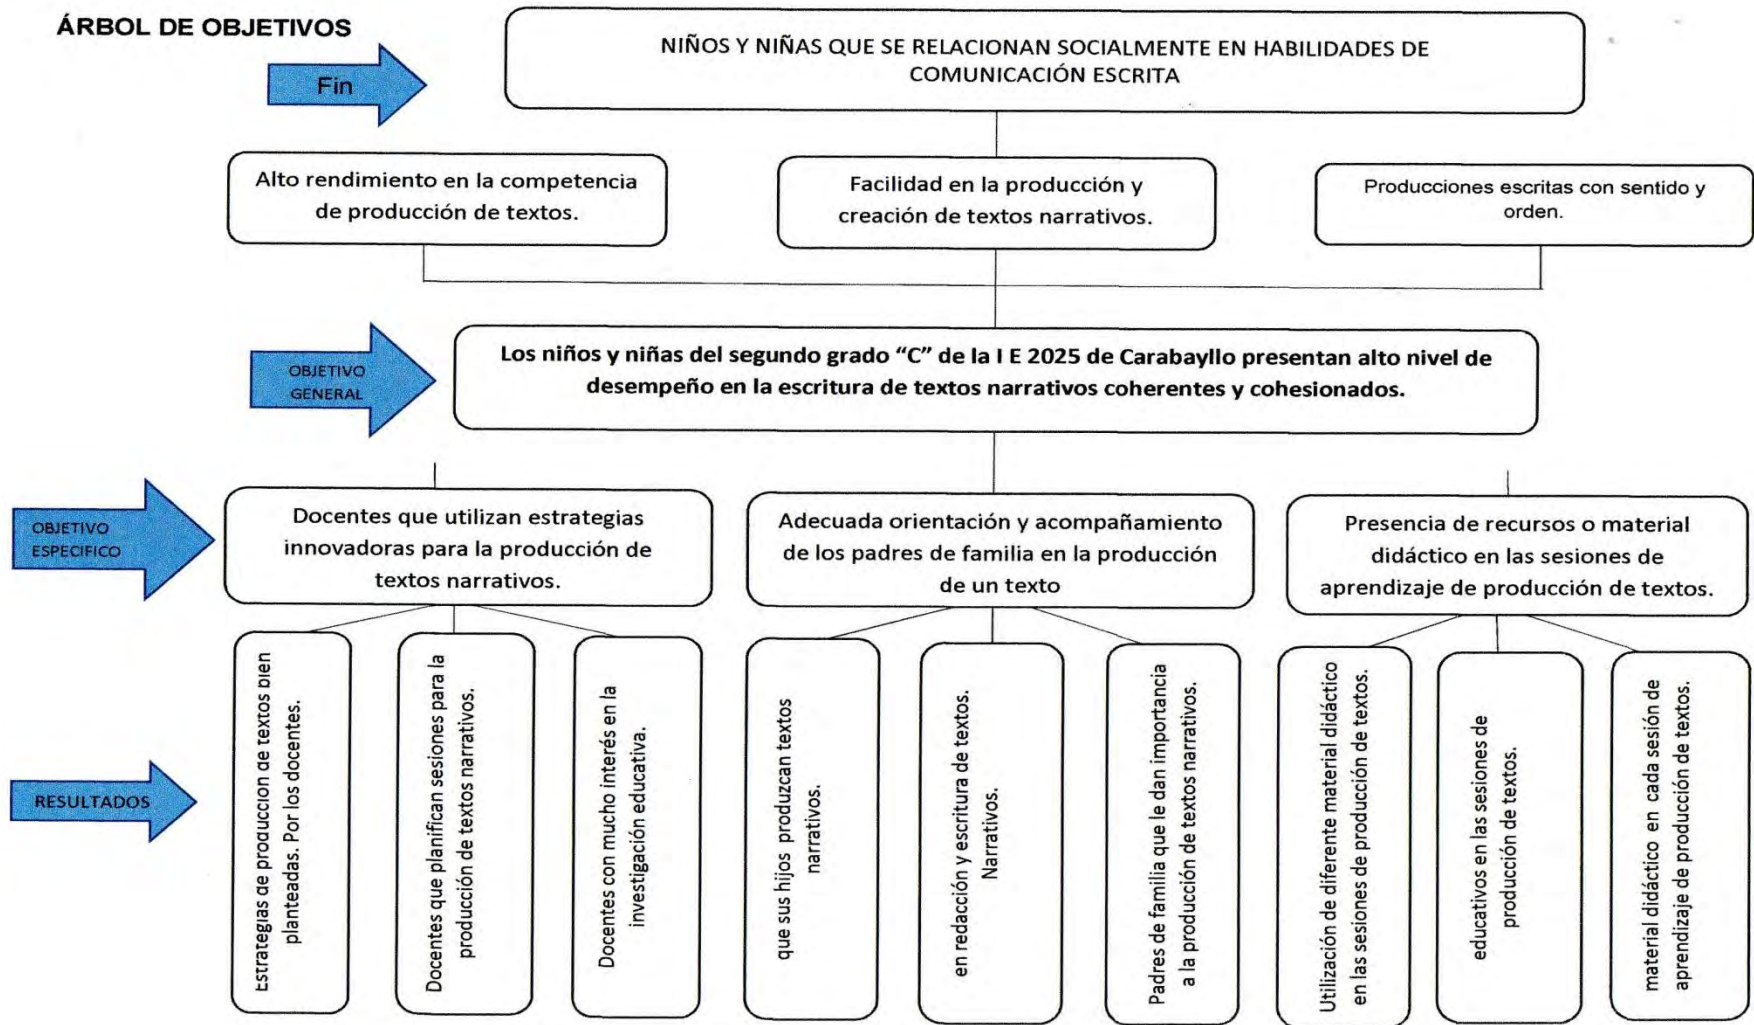 ÁRBOL DE OBJETIVOS
Fin
NIÑOS Y NIÑAS QUE SE RELACIONAN SOCIALMENTE EN HABILIDADES DE
COMUNICACIÓN ESCRITA
Alto rendimiento en la competencia
de producción de textos.
Facilidad en la producción y
creación de textos narrativos.
Producciones escritas con sentido y
orden.
OBJETIVO
GENERAL
Los niños y niñas del segundo grado “C” de la I E 2025 de Carabayllo presentan alto nivel de
desempeño en la escritura de textos narrativos coherentes y cohesionados.
OBJETIVO
ESPECIFICO
Docentes que utilizan estrategias
innovadoras para la producción de
textos narrativos.
Adecuada orientación y acompañamiento
de los padres de familia en la producción
de un texto
Presencia de recursos o material
didáctico en las sesiones de
aprendizaje de producción de textos.
RESULTADOS
Estrategias de produccion de textos bien
planteadas. Por los docentes.
Docentes que planifican sesiones para la
producción de textos narrativos.
Docentes con mucho interés en la
investigación educativa.
que sus hijos produzcan textos
narrativos.
en redacción y escritura de textos.
Narrativos.
Padres de familia que le dan importancia
a la producción de textos narrativos.
Utilización de diferente material didáctico
en las sesiones de producción de textos.
educativos en las sesiones de
producción de textos.
material didáctico en cada sesión de
aprendizaje de producción de textos.